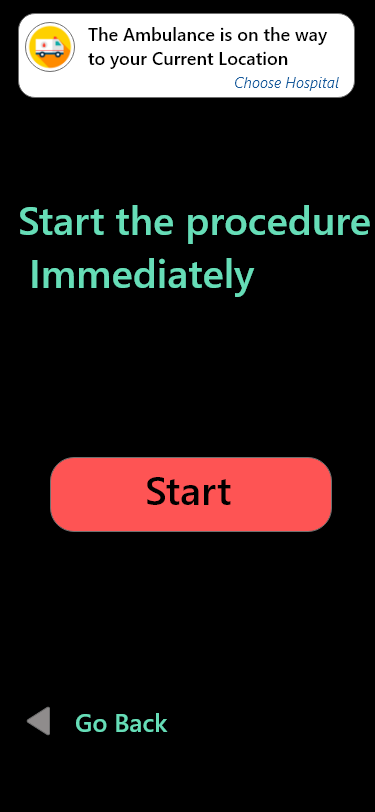 The Ambulance is on the way
to your Current Location
Choose Hospital
Start the procedure
Immediately
Start
Go Back